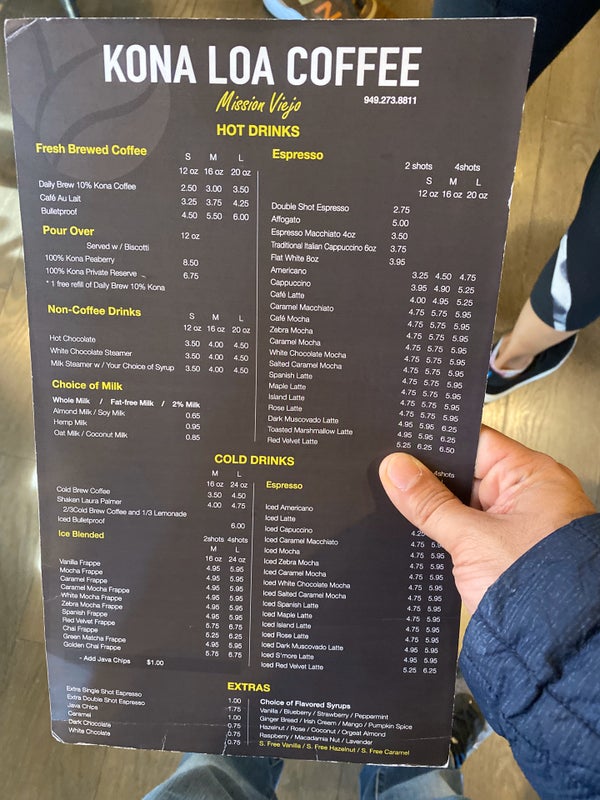 KONA LOA COFFEE
Mission Viejo
949.273.8811
HOT DRINKS
Fresh Brewed Coffee
S M L
12 oz 16 oz 20 oz
Daily Brew 10% Kona Coffee 2.50 3.00 3.50
Café Au Lait 3.25 3.75 4.25
Bulletproof 4.50 5.50 6.00
Pour Over
12 oz
Served w / Biscotti
100% Kona Peaberry 8.50
100% Kona Private Reserve 6.75
* 1 free refill of Daily Brew 10% Kona
Non-Coffee Drinks
S M L
12 oz 16 oz 20 oz
Hot Chocolate 3.50 4.00 4.50
White Chocolate Steamer 3.50 4.00 4.50
Milk Steamer w / Your Choice of Syrup 3.50 4.00 4.50
Choice of Milk
Whole Milk / Fat-free Milk / 2% Milk
Almond Milk / Soy Milk 0.65
Hemp Milk 0.95
Oat Milk / Coconut Milk 0.85
Espresso
2 shots 4shots
S M L
12 oz 16 oz 20 oz
Double Shot Espresso 2.75
Affogato 5.00
Espresso Macchiato 4oz 3.50
Traditional Italian Cappuccino 6oz 3.75
Flat White 8oz 3.95
Americano 3.25 4.50 4.75
Cappuccino 3.95 4.90 5.25
Café Latte 4.00 4.95 5.25
Caramel Macchiato 4.75 5.75 5.95
Café Mocha 4.75 5.75 5.95
Zebra Mocha 4.75 5.75 5.95
Caramel Mocha 4.75 5.75 5.95
White Chocolate Mocha 4.75 5.75 5.95
Salted Caramel Mocha 4.75 5.75 5.95
Spanish Latte 4.75 5.75 5.95
Maple Latte 4.75 5.75 5.95
Island Latte 4.75 5.75 5.95
Rose Latte 4.75 5.75 5.95
Dark Muscovado Latte
Toasted Marshmallow Latte 4.95 5.95 6.25
Red Velvet Latte 5.25 6.25 6.50
COLD DRINKS
M L
16 oz 24 oz
Cold Brew Coffee 3.50 4.50
Shaken Laura Palmer 4.00 4.75
2/3Cold Brew Coffee and 1/3 Lemonade
Iced Bulletproof 6.00
Ice Blended
2shots 4shots
M L
16 oz 24 oz
Vanilla Frappe 4.95 5.95
Mocha Frappe 4.95 5.95
Caramel Frappe 4.95 5.95
Caramel Mocha Frappe 4.95 5.95
White Mocha Frappe 4.95 5.95
Zebra Mocha Frappe 4.95 5.95
Spanish Frappe 4.95 5.95
Red Velvet Frappe 5.75 6.75
Chai Frappe 5.25 6.25
Green Matcha Frappe 4.95 5.95
Golden Chai Frappe 5.75 6.75
- Add Java Chips $1.00
Espresso
4shots
Iced Americano
Iced Latte
Iced Capuccino 4.25
Iced Caramel Macchiato 4.75
Iced Mocha 4.75 5.95
Iced Zebra Mocha 4.75 5.95
Iced Caramel Mocha 4.75 5.95
Iced White Chocolate Mocha 4.75 5.95
Iced Salted Caramel Mocha 4.75 5.95
Iced Spanish Latte 4.75 5.95
Iced Maple Latte 4.75 5.95
Iced Island Latte 4.75 5.95
Iced Rose Latte 4.75 5.95
Iced Dark Muscovado Latte 4.95 5.95
Iced S'more Latte 4.95 5.95
Iced Red Velvet Latte 5.25 6.25
EXTRAS
Extra Single Shot Espresso 1.00
Extra Double Shot Espresso 1.75
Java Chips 1.00
Caramel 0.75
Dark Chocolate 0.75
White Chocolate 0.75
Choice of Flavored Syrups
Vanilla / Blueberry / Strawberry / Peppermint
Ginger Bread / Irish Cream / Mango / Pumpkin Spice
Hazelnut / Rose / Coconut / Orgeat Almond
Raspberry / Macadamia Nut / Lavender
S. Free Vanilla / S. Free Hazelnut / S. Free Caramel